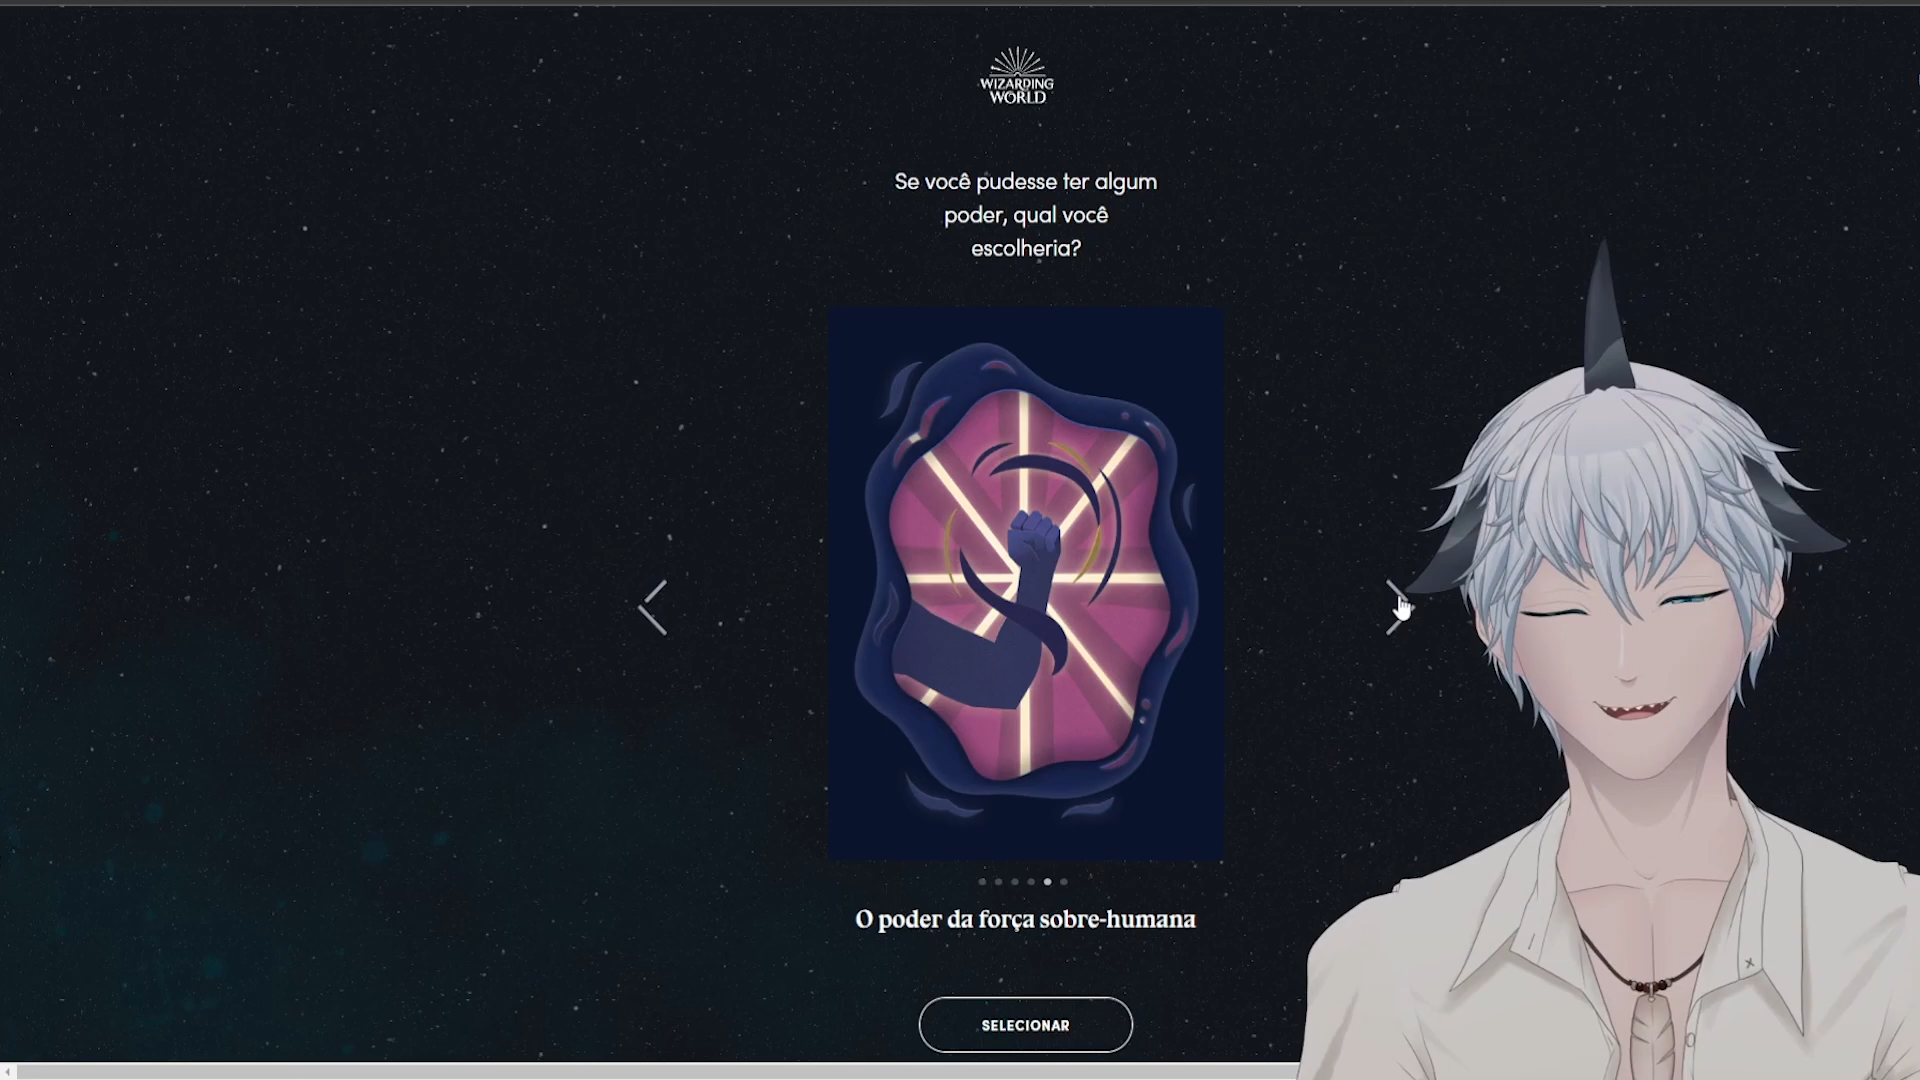 WIZARDING
WORLD
Se você pudesse ter algum
poder, qual você
escolheria?
O poder da força sobre-humana
SELECIONAR